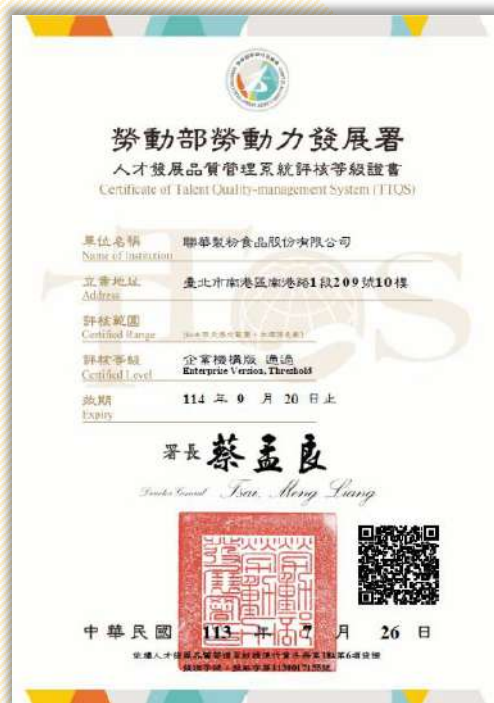 勞動部勞動力發展署
人才發展品質管理系統評核等級證書
Certificate of Talent Quality-management System (TTQS)
單位名稱 聯華製粉食品股份有限公司
Name of Institution
立案地址 臺北市南港區南港路1段209號10樓
Address
評核範圍
Certified Range
評核等級 企業機構版 通過
Certified Level Enterprise Version, Threshold
效期 114 年 9 月 20 日止
Expiry
署長 蔡孟良
Director General Tsai, Meng Liang
中華民國 113 年 7 月 26 日